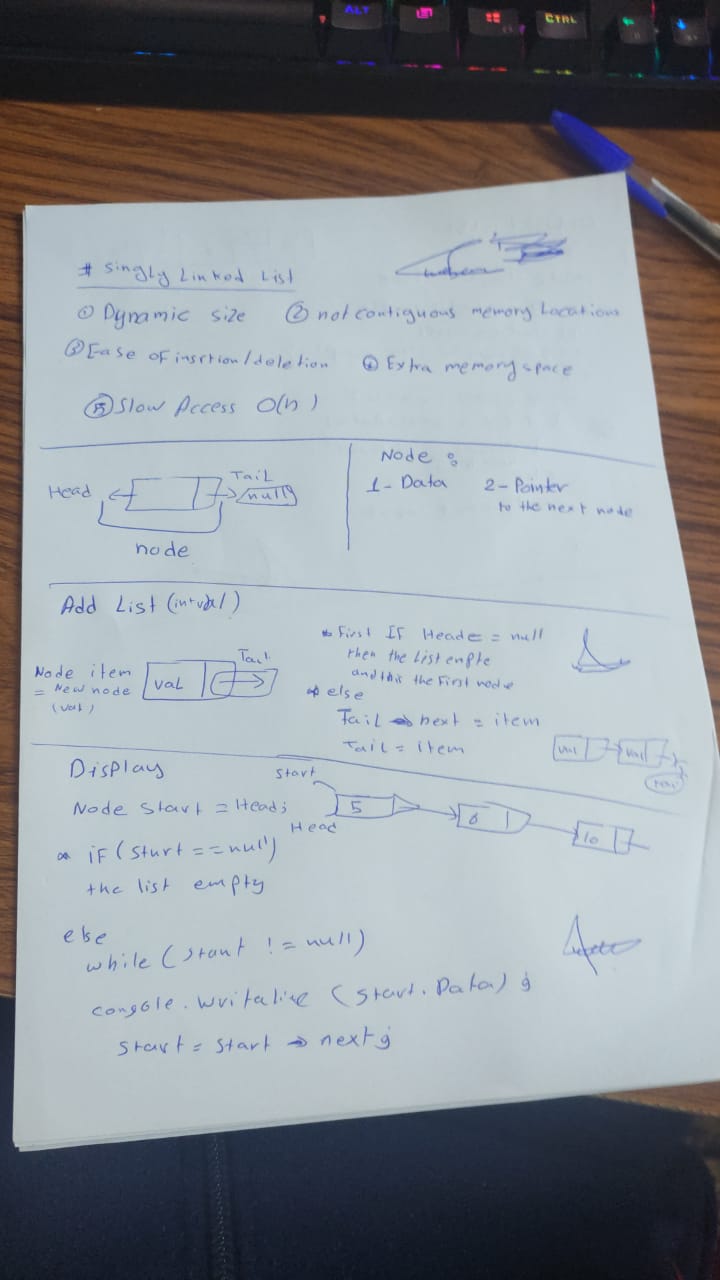 ALT
CTRL
# Singly Linked List
① Dynamic size ② not contiguous memory Locations
③ Ease of insrtion/deletion ④ Extra memory space
⑤ Slow Access O(n)
Head Tail null
node
Node :
1- Data 2- Pointer
to the next node
Add List (int val)
Node item
= New node
(val)
val
Tail
* First IF Head = null
then the List empte
and this the First node
* else
Tail → next = item
Tail = item
val val
null
Display
Start
Node Start = Head;
Head
5 8 10
* iF (Start == null)
the list empty
else
while (Start != null)
console.writeline (Start.Data) ;
Start = Start → next ;